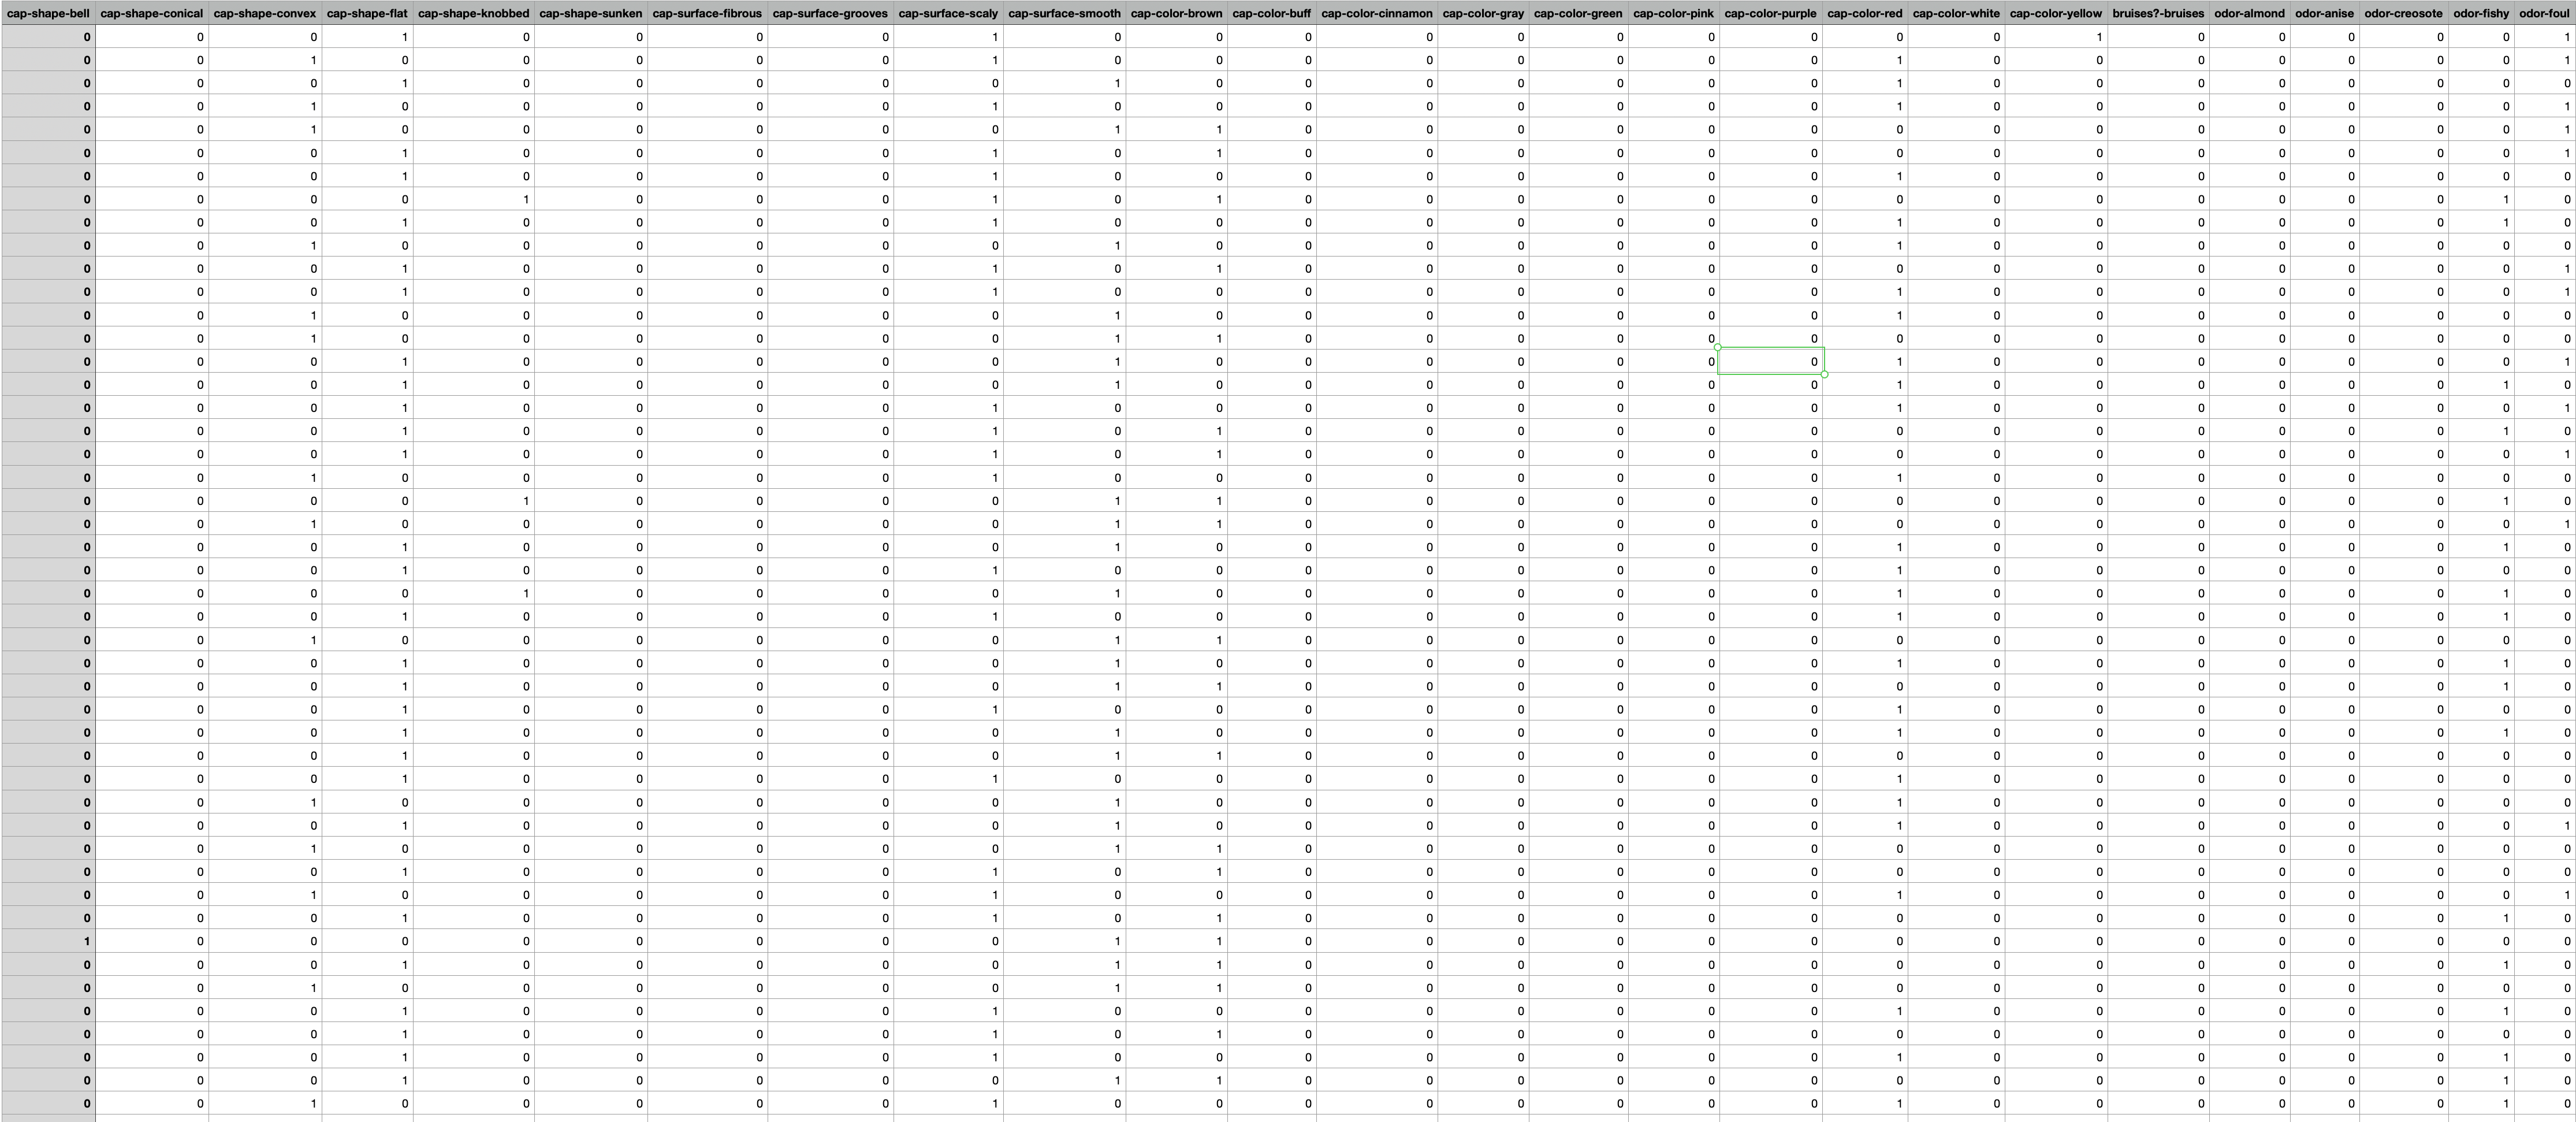 cap-shape-bell cap-shape-conical cap-shape-convex cap-shape-flat cap-shape-knobbed cap-shape-sunken cap-surface-fibrous cap-surface-grooves cap-surface-scaly cap-surface-smooth cap-color-brown cap-color-buff cap-color-cinnamon cap-color-gray cap-color-green cap-color-pink cap-color-purple cap-color-red cap-color-white cap-color-yellow bruises?-bruises odor-almond odor-anise odor-creosote odor-fishy odor-foul
0 0 0 1 0 0 0 0 1 0 0 0 0 0 0 0 0 0 0 1 0 0 0 0 0 1
0 0 1 0 0 0 0 0 1 0 0 0 0 0 0 0 0 1 0 0 0 0 0 0 0 1
0 0 0 1 0 0 0 0 0 1 0 0 0 0 0 0 0 1 0 0 0 0 0 0 0 0
0 0 1 0 0 0 0 0 1 0 0 0 0 0 0 0 0 1 0 0 0 0 0 0 0 1
0 0 1 0 0 0 0 0 0 1 1 0 0 0 0 0 0 0 0 0 0 0 0 0 0 1
0 0 0 1 0 0 0 0 1 0 1 0 0 0 0 0 0 0 0 0 0 0 0 0 0 1
0 0 0 1 0 0 0 0 1 0 0 0 0 0 0 0 0 1 0 0 0 0 0 0 0 0
0 0 0 0 1 0 0 0 1 0 1 0 0 0 0 0 0 0 0 0 0 0 0 0 1 0
0 0 0 1 0 0 0 0 1 0 0 0 0 0 0 0 0 1 0 0 0 0 0 0 1 0
0 0 1 0 0 0 0 0 0 1 0 0 0 0 0 0 0 1 0 0 0 0 0 0 0 0
0 0 0 1 0 0 0 0 1 0 1 0 0 0 0 0 0 0 0 0 0 0 0 0 0 1
0 0 0 1 0 0 0 0 1 0 0 0 0 0 0 0 0 1 0 0 0 0 0 0 0 1
0 0 1 0 0 0 0 0 0 1 0 0 0 0 0 0 0 1 0 0 0 0 0 0 0 0
0 0 1 0 0 0 0 0 0 1 1 0 0 0 0 0 0 0 0 0 0 0 0 0 0 0
0 0 0 1 0 0 0 0 0 1 0 0 0 0 0 0 0 1 0 0 0 0 0 0 0 1
0 0 0 1 0 0 0 0 0 1 0 0 0 0 0 0 0 1 0 0 0 0 0 0 1 0
0 0 0 1 0 0 0 0 1 0 0 0 0 0 0 0 0 1 0 0 0 0 0 0 0 1
0 0 0 1 0 0 0 0 1 0 1 0 0 0 0 0 0 0 0 0 0 0 0 0 1 0
0 0 0 1 0 0 0 0 1 0 1 0 0 0 0 0 0 0 0 0 0 0 0 0 0 1
0 0 1 0 0 0 0 0 1 0 0 0 0 0 0 0 0 1 0 0 0 0 0 0 0 0
0 0 0 0 1 0 0 0 0 1 1 0 0 0 0 0 0 0 0 0 0 0 0 0 1 0
0 0 1 0 0 0 0 0 0 1 1 0 0 0 0 0 0 0 0 0 0 0 0 0 0 1
0 0 0 1 0 0 0 0 0 1 0 0 0 0 0 0 0 1 0 0 0 0 0 0 1 0
0 0 0 1 0 0 0 0 1 0 0 0 0 0 0 0 0 1 0 0 0 0 0 0 0 0
0 0 0 0 1 0 0 0 0 1 0 0 0 0 0 0 0 1 0 0 0 0 0 0 1 0
0 0 0 1 0 0 0 0 1 0 0 0 0 0 0 0 0 1 0 0 0 0 0 0 1 0
0 0 1 0 0 0 0 0 0 1 1 0 0 0 0 0 0 0 0 0 0 0 0 0 0 0
0 0 0 1 0 0 0 0 0 1 0 0 0 0 0 0 0 1 0 0 0 0 0 0 1 0
0 0 0 1 0 0 0 0 0 1 1 0 0 0 0 0 0 0 0 0 0 0 0 0 1 0
0 0 0 1 0 0 0 0 1 0 0 0 0 0 0 0 0 1 0 0 0 0 0 0 0 0
0 0 0 1 0 0 0 0 0 1 0 0 0 0 0 0 0 1 0 0 0 0 0 0 1 0
0 0 0 1 0 0 0 0 0 1 1 0 0 0 0 0 0 0 0 0 0 0 0 0 0 0
0 0 0 1 0 0 0 0 1 0 0 0 0 0 0 0 0 1 0 0 0 0 0 0 0 0
0 0 1 0 0 0 0 0 0 1 0 0 0 0 0 0 0 1 0 0 0 0 0 0 0 0
0 0 0 1 0 0 0 0 0 1 0 0 0 0 0 0 0 1 0 0 0 0 0 0 0 1
0 0 1 0 0 0 0 0 0 1 1 0 0 0 0 0 0 0 0 0 0 0 0 0 0 0
0 0 0 1 0 0 0 0 1 0 1 0 0 0 0 0 0 0 0 0 0 0 0 0 0 0
0 0 1 0 0 0 0 0 1 0 0 0 0 0 0 0 0 1 0 0 0 0 0 0 0 1
0 0 0 1 0 0 0 0 1 0 1 0 0 0 0 0 0 0 0 0 0 0 0 0 1 0
1 0 0 0 0 0 0 0 0 1 1 0 0 0 0 0 0 0 0 0 0 0 0 0 0 0
0 0 0 1 0 0 0 0 0 1 1 0 0 0 0 0 0 0 0 0 0 0 0 0 1 0
0 0 1 0 0 0 0 0 0 1 1 0 0 0 0 0 0 0 0 0 0 0 0 0 0 0
0 0 0 1 0 0 0 0 1 0 0 0 0 0 0 0 0 1 0 0 0 0 0 0 1 0
0 0 0 1 0 0 0 0 1 0 1 0 0 0 0 0 0 0 0 0 0 0 0 0 0 0
0 0 0 1 0 0 0 0 1 0 0 0 0 0 0 0 0 1 0 0 0 0 0 0 1 0
0 0 0 1 0 0 0 0 0 1 1 0 0 0 0 0 0 0 0 0 0 0 0 0 1 0
0 0 1 0 0 0 0 0 1 0 0 0 0 0 0 0 0 1 0 0 0 0 0 0 1 0